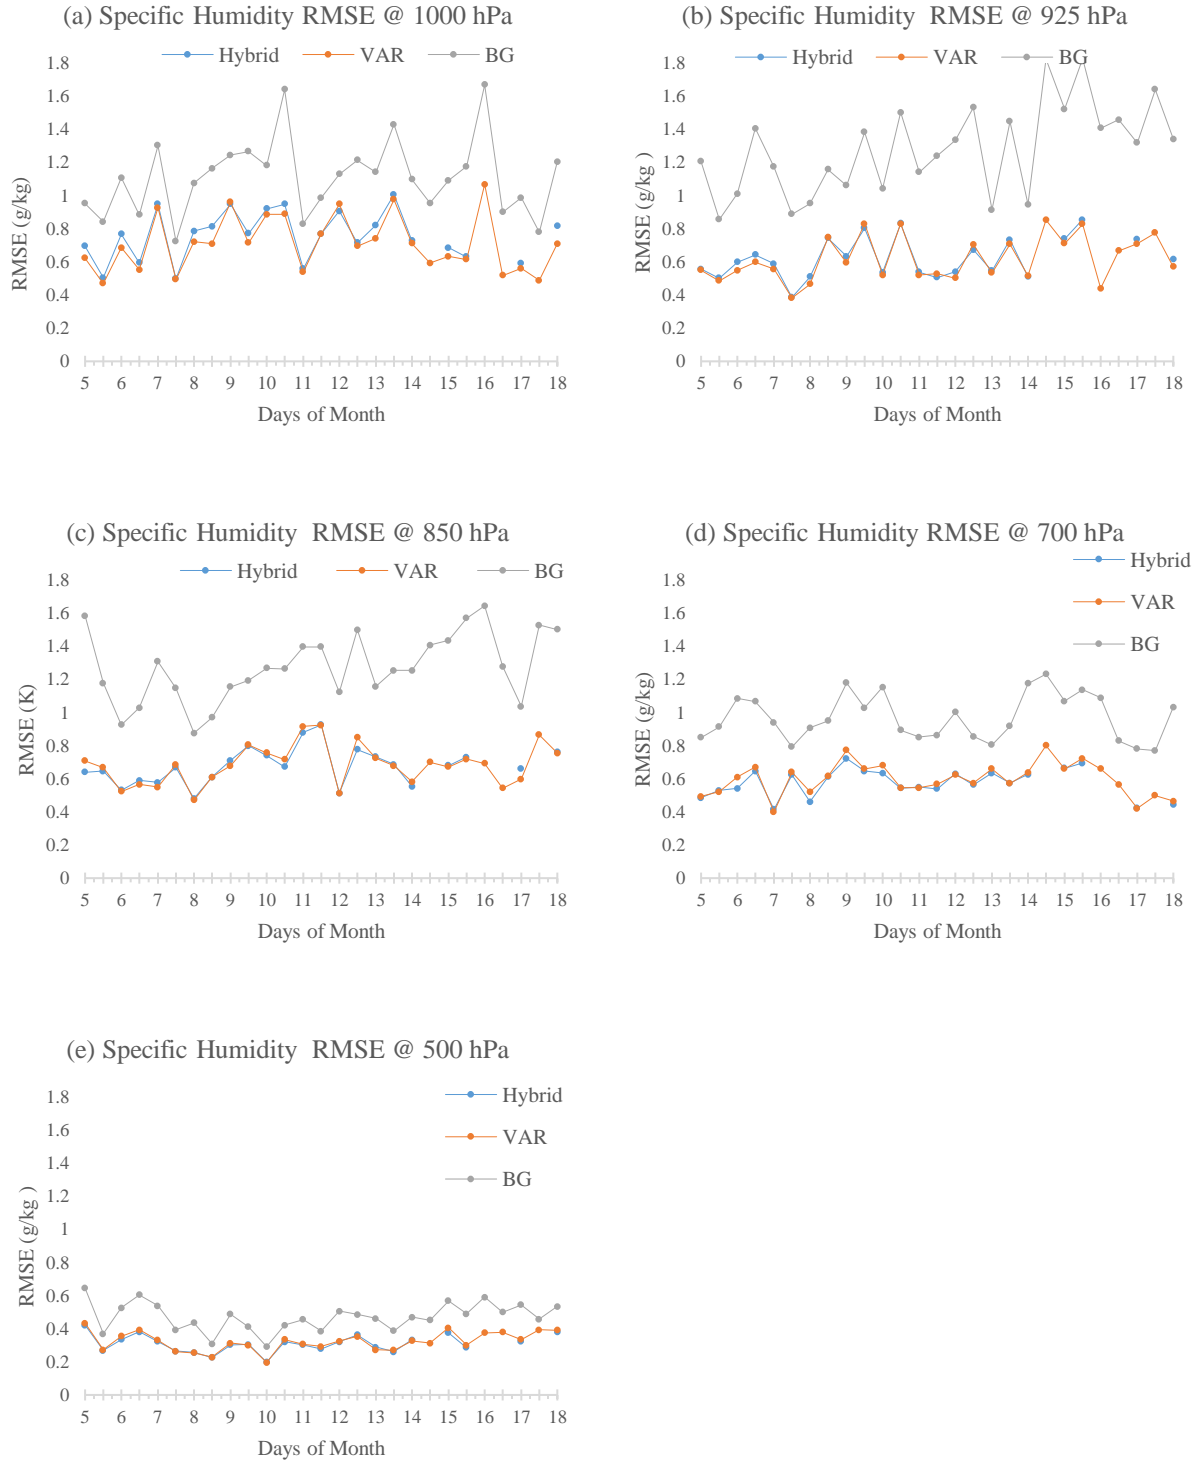 (a) Specific Humidity RMSE @ 1000 hPa
Hybrid VAR BG
1.8
1.6
1.4
1.2
1
0.8
0.6
0.4
0.2
0
RMSE (g/kg)
5 6 7 8 9 10 11 12 13 14 15 16 17 18
Days of Month
(b) Specific Humidity RMSE @ 925 hPa
Hybrid VAR BG
1.8
1.6
1.4
1.2
1
0.8
0.6
0.4
0.2
0
RMSE (g/kg )
5 6 7 8 9 10 11 12 13 14 15 16 17 18
Days of Month
(c) Specific Humidity RMSE @ 850 hPa
Hybrid VAR BG
1.8
1.6
1.4
1.2
1
0.8
0.6
0.4
0.2
0
RMSE (K)
5 6 7 8 9 10 11 12 13 14 15 16 17 18
Days of Month
(d) Specific Humidity RMSE @ 700 hPa
Hybrid
VAR
BG
1.8
1.6
1.4
1.2
1
0.8
0.6
0.4
0.2
0
RMSE (g/kg)
5 6 7 8 9 10 11 12 13 14 15 16 17 18
Days of Month
(e) Specific Humidity RMSE @ 500 hPa
Hybrid
VAR
BG
1.8
1.6
1.4
1.2
1
0.8
0.6
0.4
0.2
0
RMSE (g/kg )
5 6 7 8 9 10 11 12 13 14 15 16 17 18
Days of Month